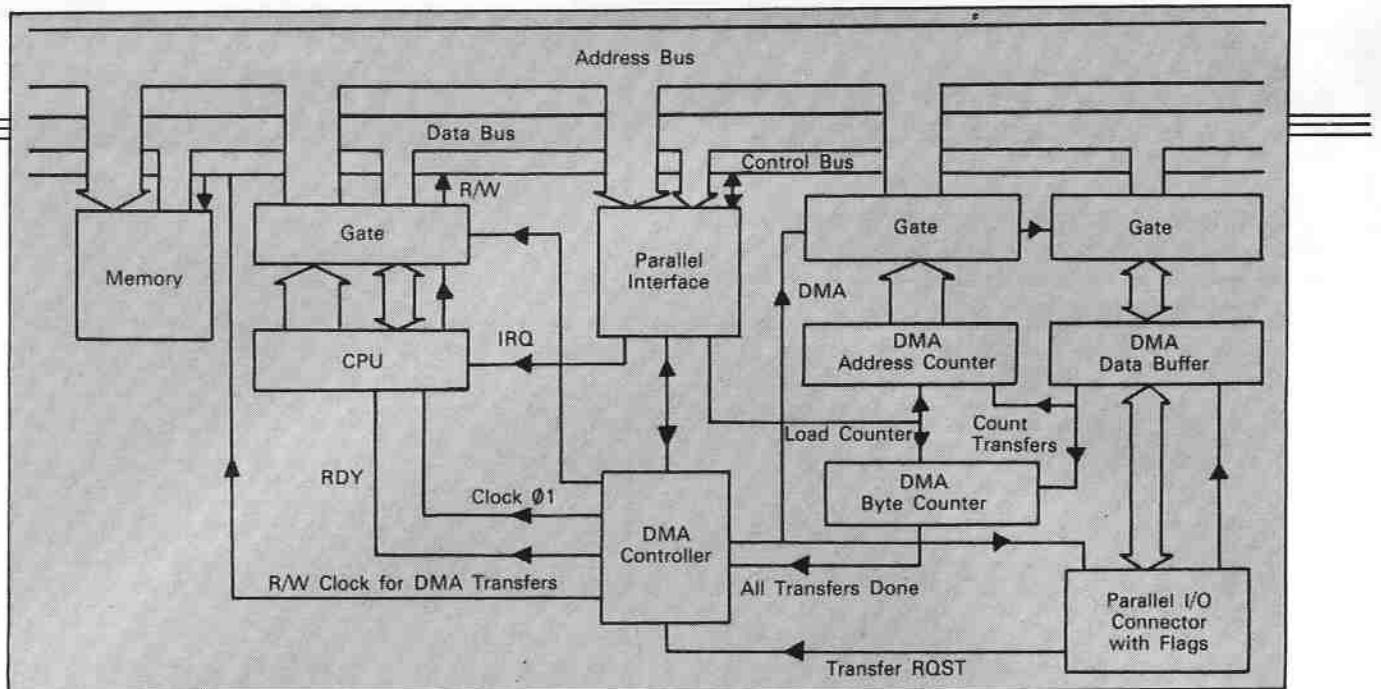 Address Bus
Data Bus
Control Bus
R/W
Gate
Memory
Parallel
Interface
Gate
Gate
DMA
IRQ
CPU
DMA
Address Counter
DMA
Data Buffer
Load Counter
Count
Transfers
RDY
Clock Ø1
DMA
Byte Counter
DMA
Controller
R/W Clock for DMA Transfers
All Transfers Done
Parallel I/O
Connector
with Flags
Transfer RQST